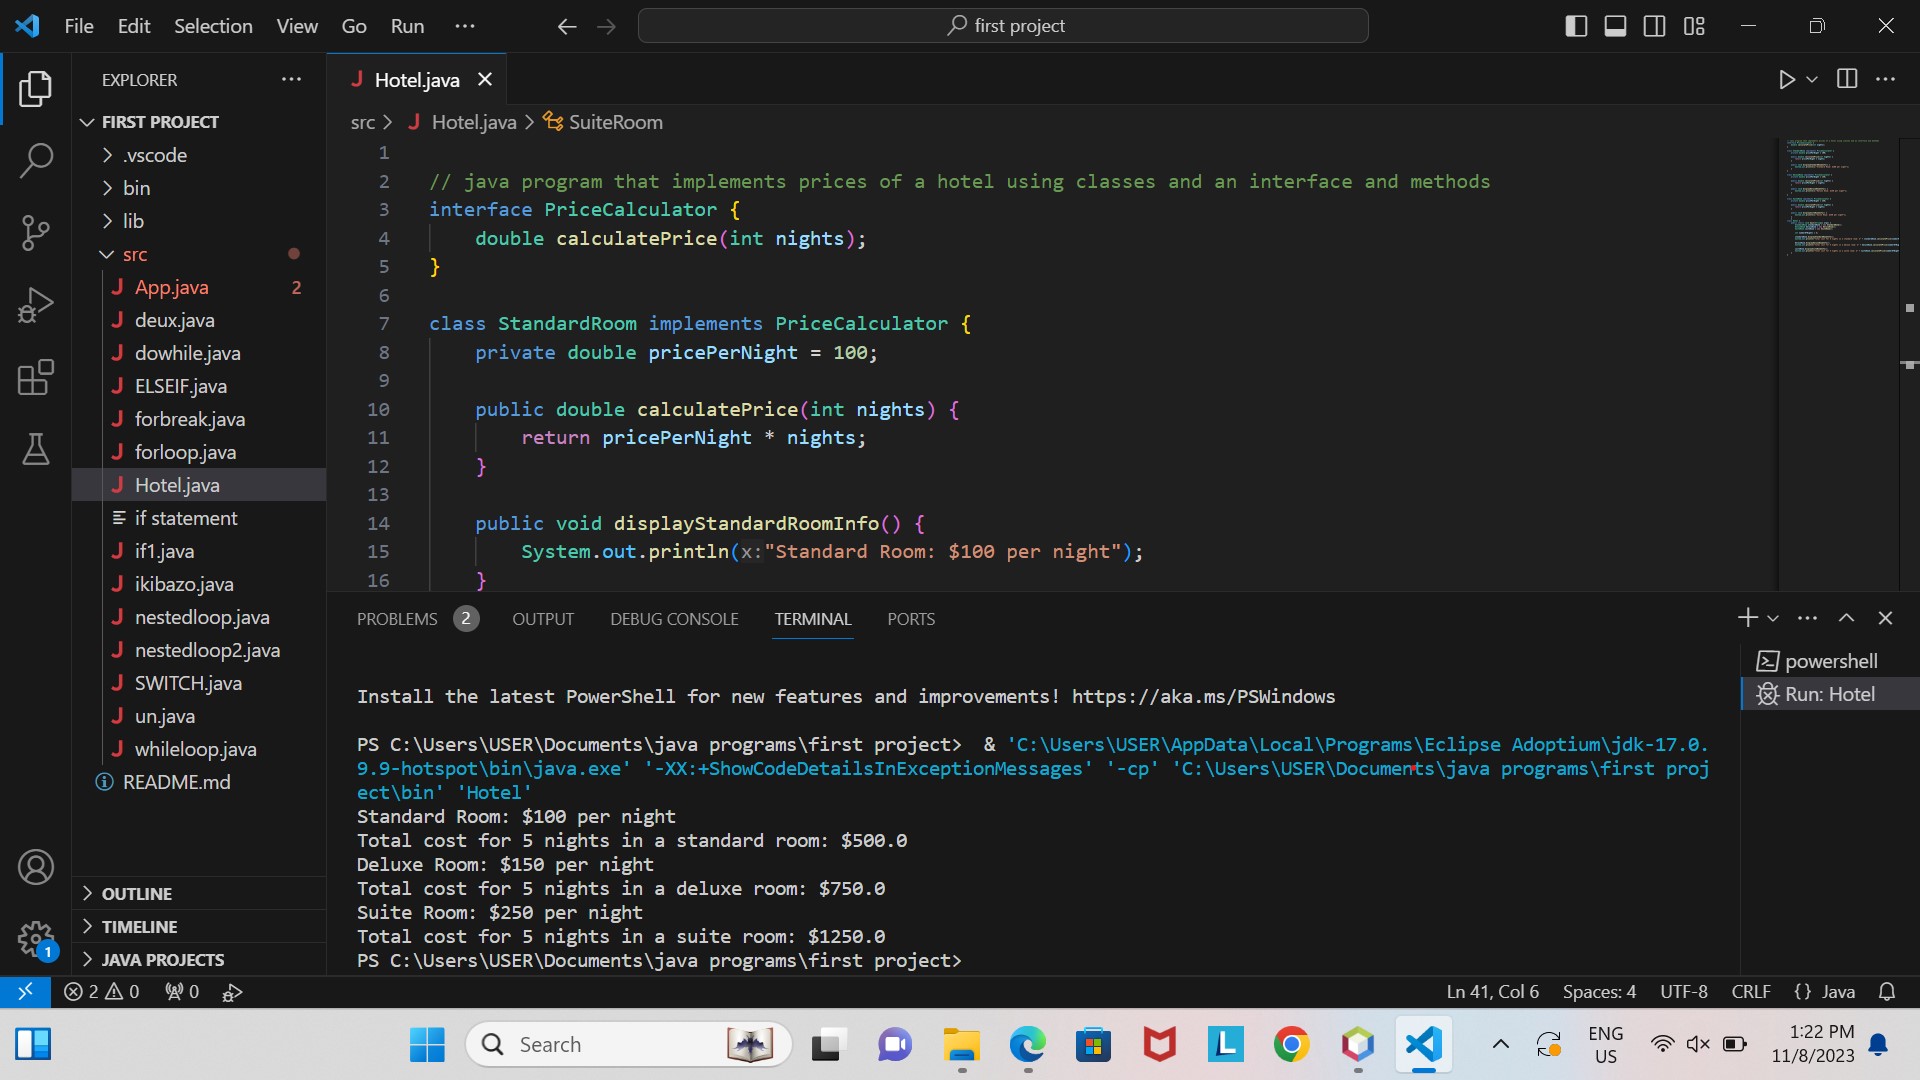 File Edit Selection View Go Run ··· first project
EXPLORER ···
FIRST PROJECT
.vscode
bin
lib
src
App.java 2
deux.java
dowhile.java
ELSEIF.java
forbreak.java
forloop.java
Hotel.java
if statement
if1.java
ikibazo.java
nestedloop.java
nestedloop2.java
SWITCH.java
un.java
whileloop.java
README.md
OUTLINE
TIMELINE
JAVA PROJECTS
1
J Hotel.java
src > J Hotel.java > SuiteRoom
1
2 // java program that implements prices of a hotel using classes and an interface and methods
3 interface PriceCalculator {
4 double calculatePrice(int nights);
5 }
6
7 class StandardRoom implements PriceCalculator {
8 private double pricePerNight = 100;
9
10 public double calculatePrice(int nights) {
11 return pricePerNight * nights;
12 }
13
14 public void displayStandardRoomInfo() {
15 System.out.println(x:"Standard Room: $100 per night");
16 }
PROBLEMS 2 OUTPUT DEBUG CONSOLE TERMINAL PORTS
powershell
Run: Hotel
Install the latest PowerShell for new features and improvements! https://aka.ms/PSWindows
PS C:\Users\USER\Documents\java programs\first project> & 'C:\Users\USER\AppData\Local\Programs\Eclipse Adoptium\jdk-17.0.
9.9-hotspot\bin\java.exe' '-XX:+ShowCodeDetailsInExceptionMessages' '-cp' 'C:\Users\USER\Documents\java programs\first proj
ect\bin' 'Hotel'
Standard Room: $100 per night
Total cost for 5 nights in a standard room: $500.0
Deluxe Room: $150 per night
Total cost for 5 nights in a deluxe room: $750.0
Suite Room: $250 per night
Total cost for 5 nights in a suite room: $1250.0
PS C:\Users\USER\Documents\java programs\first project>
2 0 0 Ln 41, Col 6 Spaces: 4 UTF-8 CRLF {} Java
Search
ENG
US
1:22 PM
11/8/2023